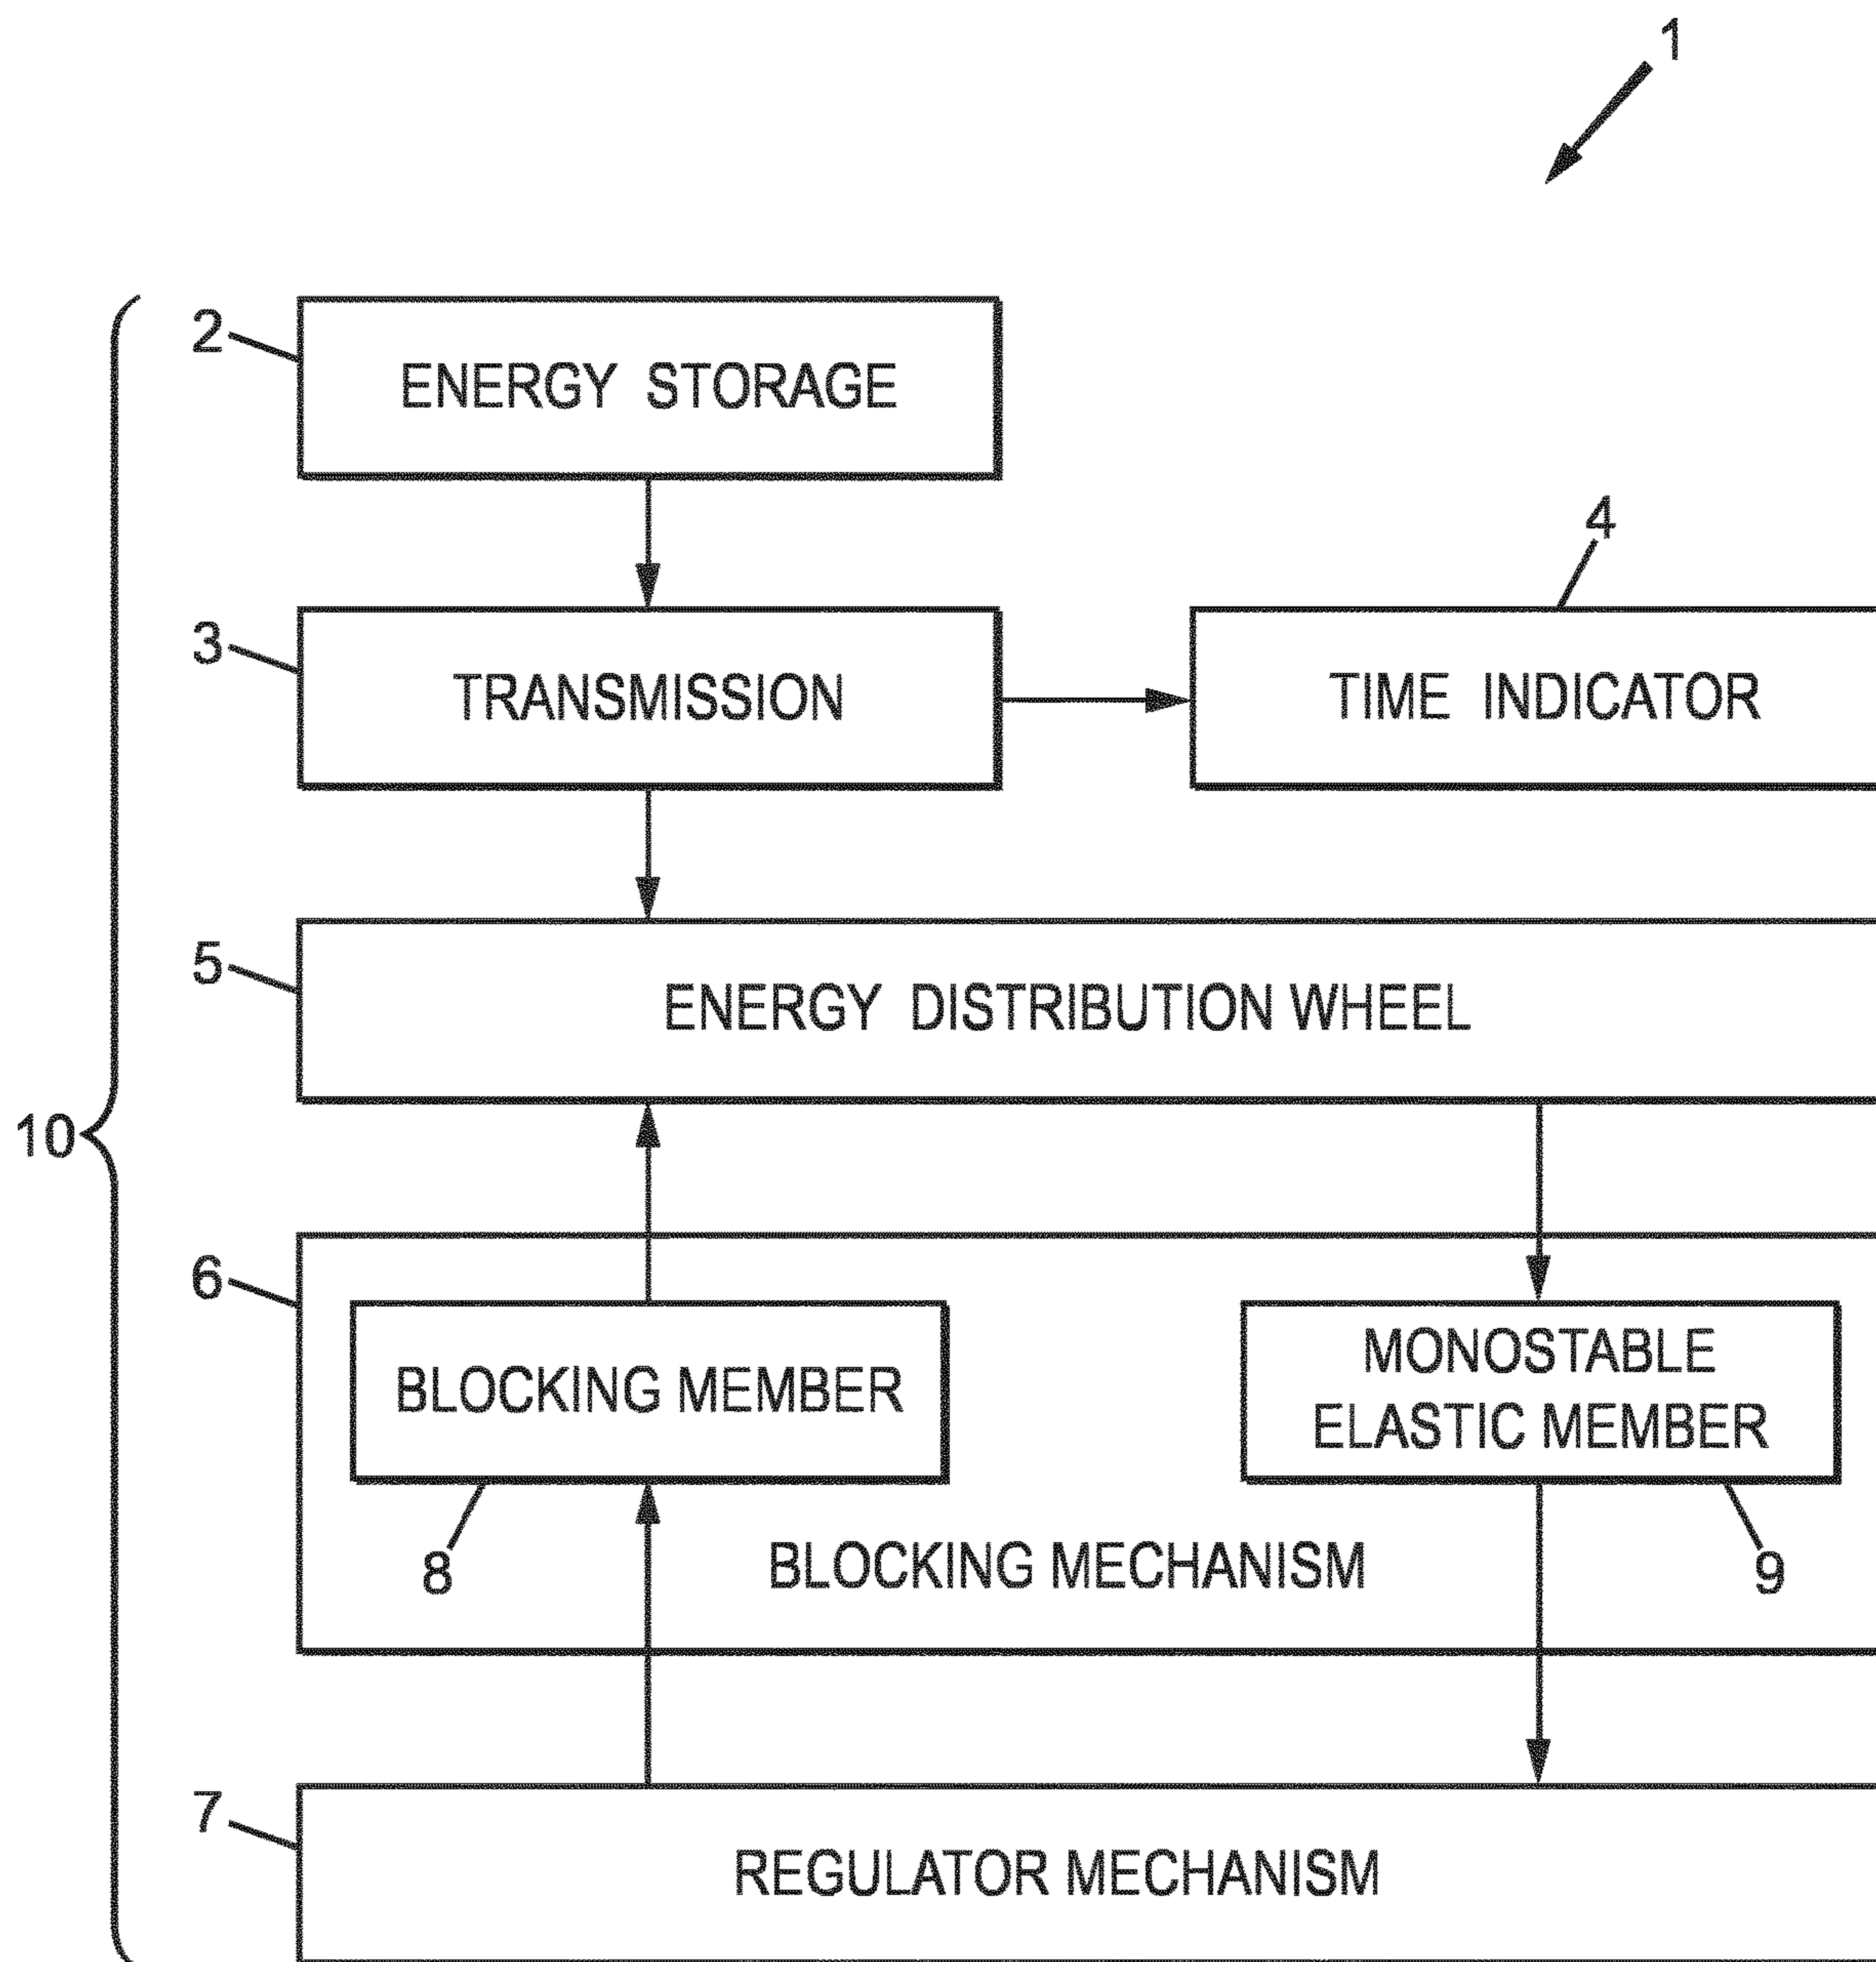 1
2
ENERGY STORAGE
4
3
TRANSMISSION
TIME INDICATOR
5
ENERGY DISTRIBUTION WHEEL
10
6
BLOCKING MEMBER
MONOSTABLE
ELASTIC MEMBER
8
BLOCKING MECHANISM
9
7
REGULATOR MECHANISM